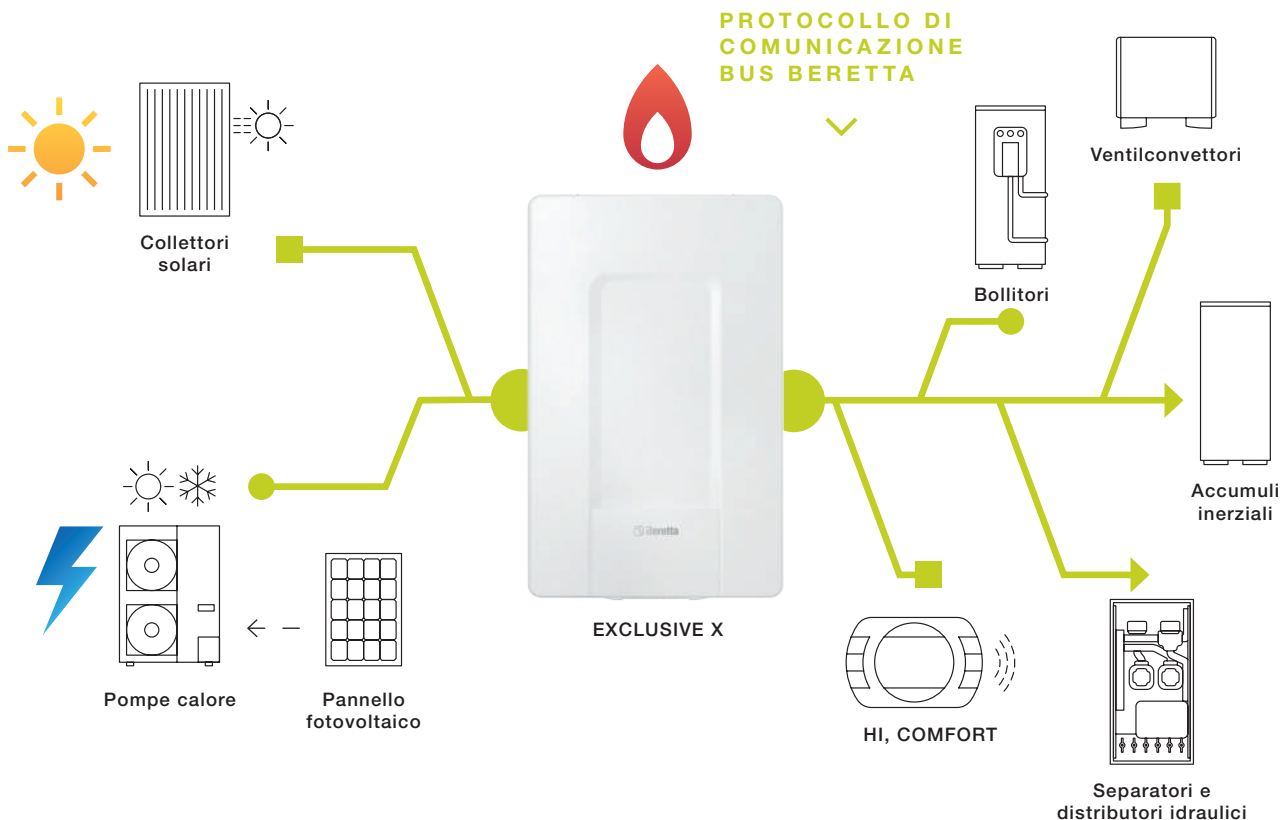 PROTOCOLLO DI
COMUNICAZIONE
BUS BERETTA
Ventilconvettori
Collettori
solari
Bollitori
Accumuli
inerziali
Beretta
EXCLUSIVE X
Pompe calore
Pannello
fotovoltaico
HI, COMFORT
Separatori e
distributori idraulici